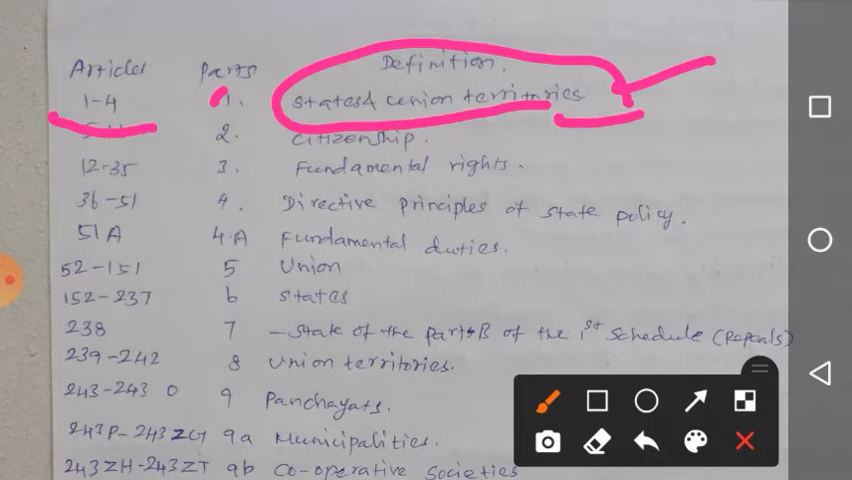 Articles Parts Definition.
1-4 1. States & Union territories
2. Citizenship.
12-35 3. Fundamental rights.
36-51 4. Directive principles of state policy.
51A 4.A Fundamental duties.
52-151 5 Union
152-237 6 states
238 7 - State of the part-B of the 1st Schedule (Repeals)
239-242 8 Union territories.
243-243 O 9 Panchayats.
243P-243ZG 9a Municipalities.
243ZH-243ZT 9b Co-operative societies